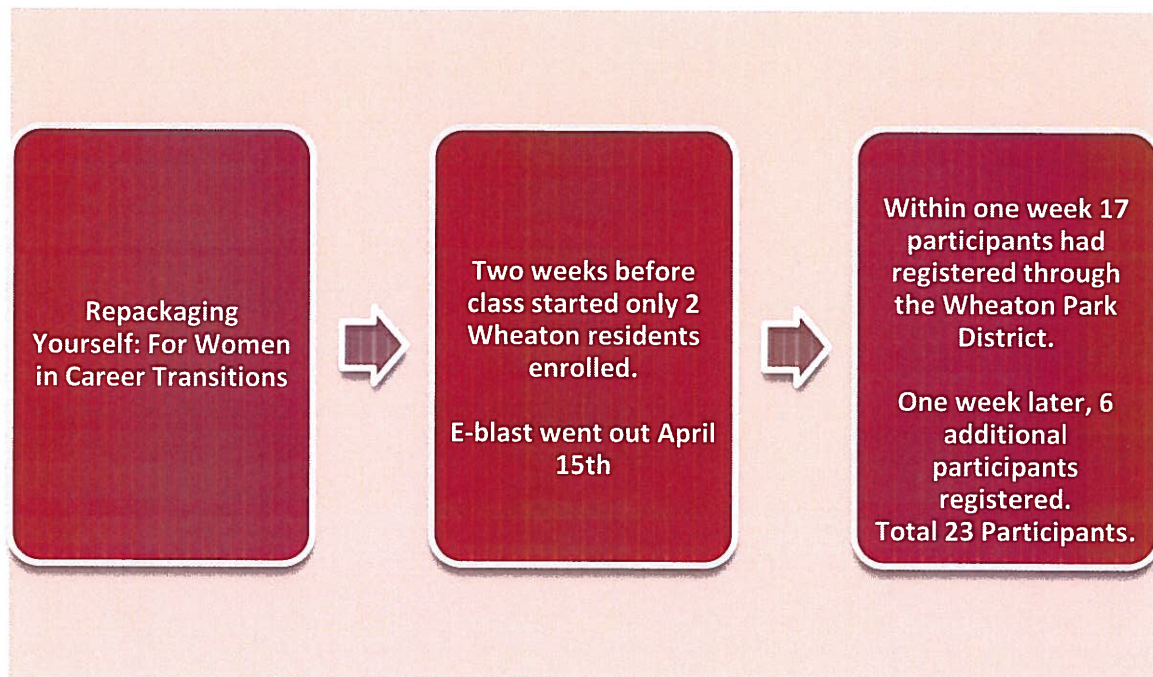 Repackaging
Yourself: For Women
in Career Transitions
Two weeks before
class started only 2
Wheaton residents
enrolled.
E-blast went out April
15th
Within one week 17
participants had
registered through
the Wheaton Park
District.
One week later, 6
additional
participants
registered.
Total 23 Participants.